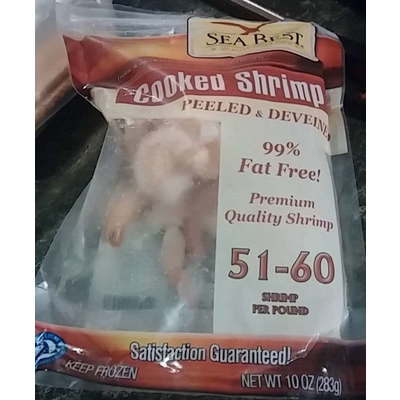 SEA BEST
Cooked Shrimp
PEELED & DEVEINE
99%
Fat Free!
Premium
Quality Shrimp
51-60
SHRIMP
PER POUND
Satisfaction Guaranteed!
KEEP FROZEN
NET WT 10 OZ (283g)